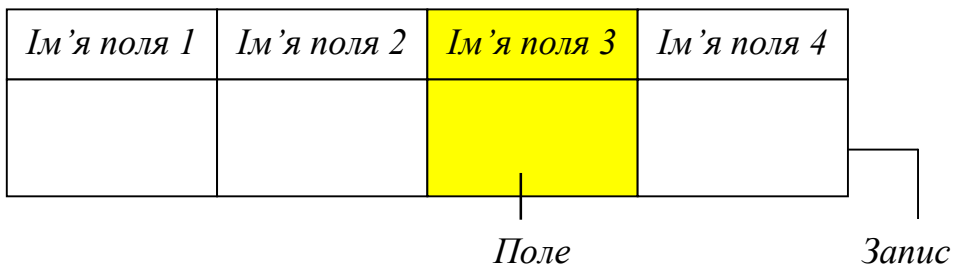 Ім’я поля 1 Ім’я поля 2 Ім’я поля 3 Ім’я поля 4
Поле Запис